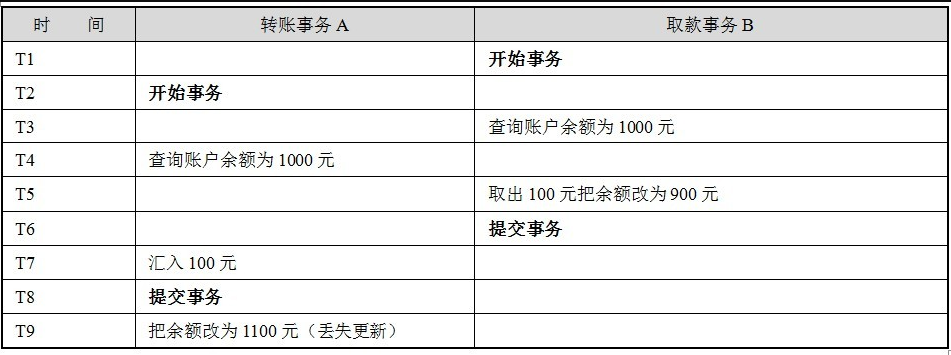 时 间 转账事务 A 取款事务 B
T1 开始事务
T2 开始事务
T3 查询账户余额为 1000 元
T4 查询账户余额为 1000 元
T5 取出 100 元把余额改为 900 元
T6 提交事务
T7 汇入 100 元
T8 提交事务
T9 把余额改为 1100 元（丢失更新）